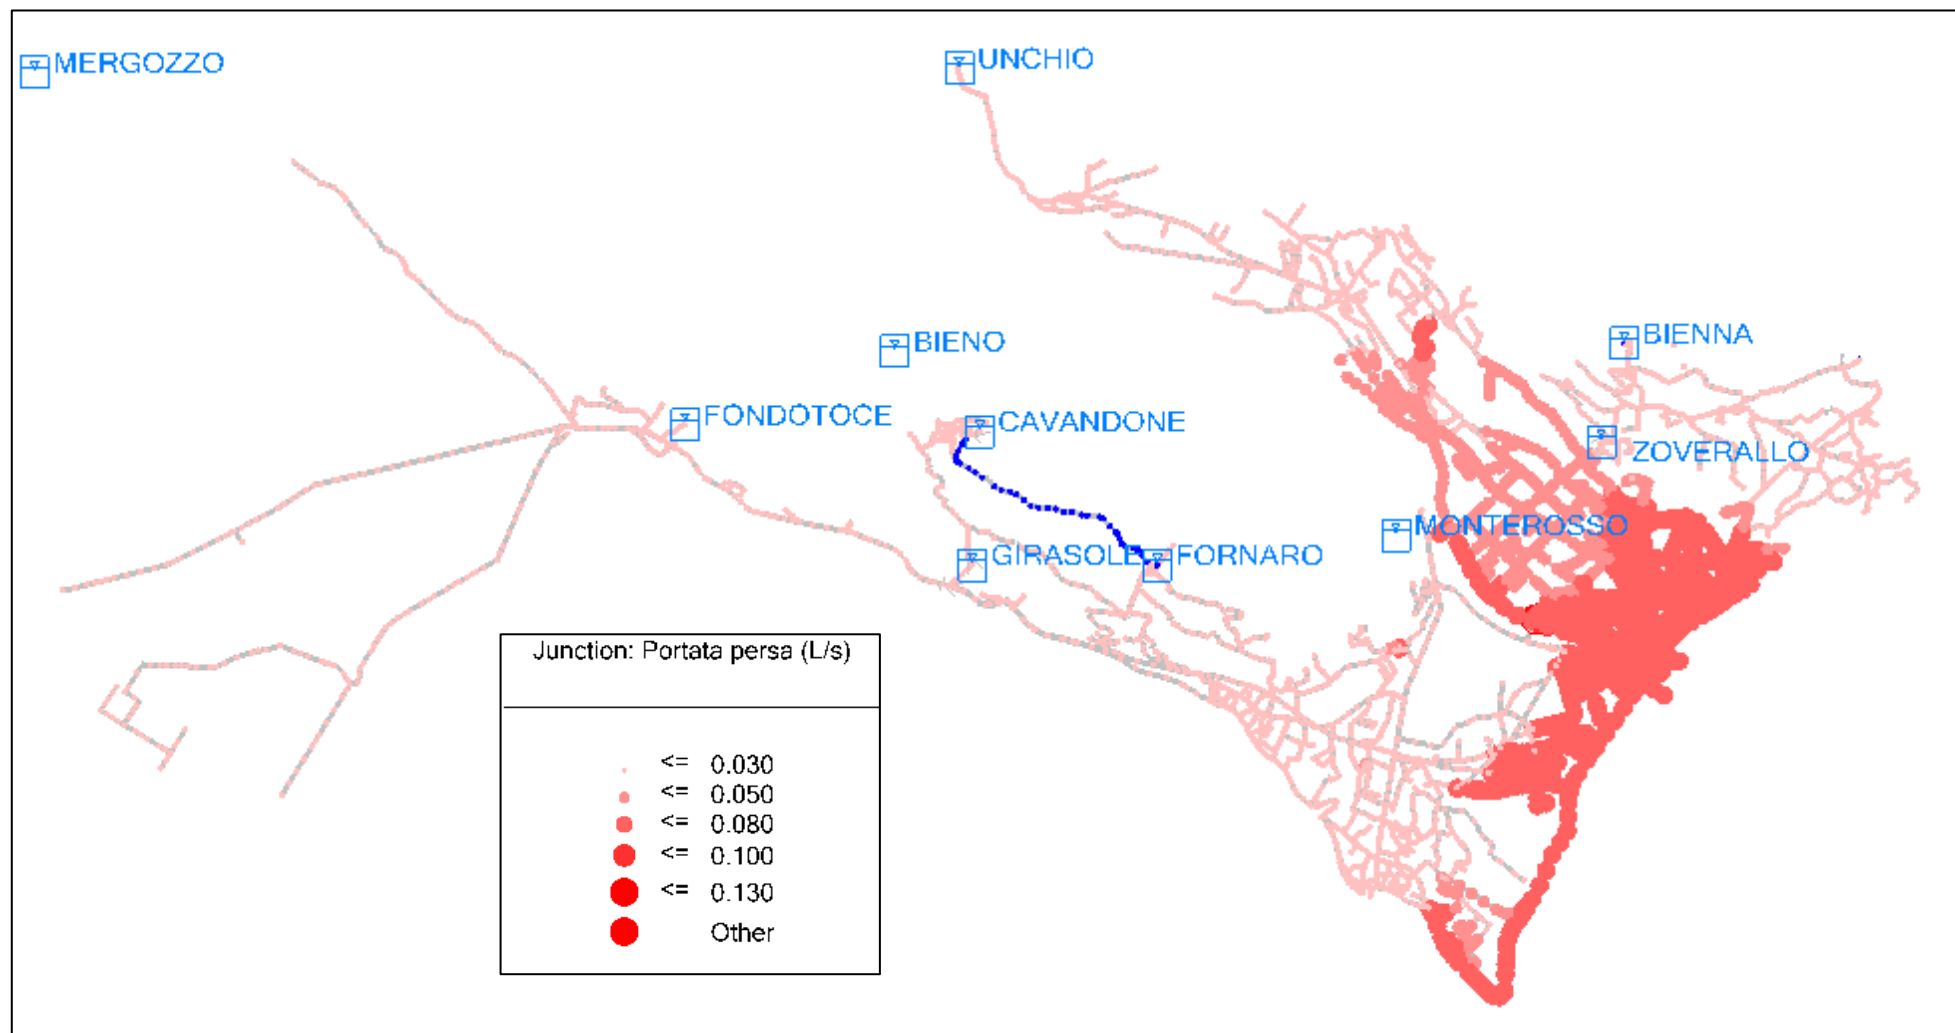 MERGOZZO
UNCHIO
BIENO
BIENNA
FONDOTOCE
CAVANDONE
ZOVERALLO
MONTEROSSO
GIRASOLE
FORNARO
Junction: Portata persa (L/s)
<= 0.030
<= 0.050
<= 0.080
<= 0.100
<= 0.130
Other